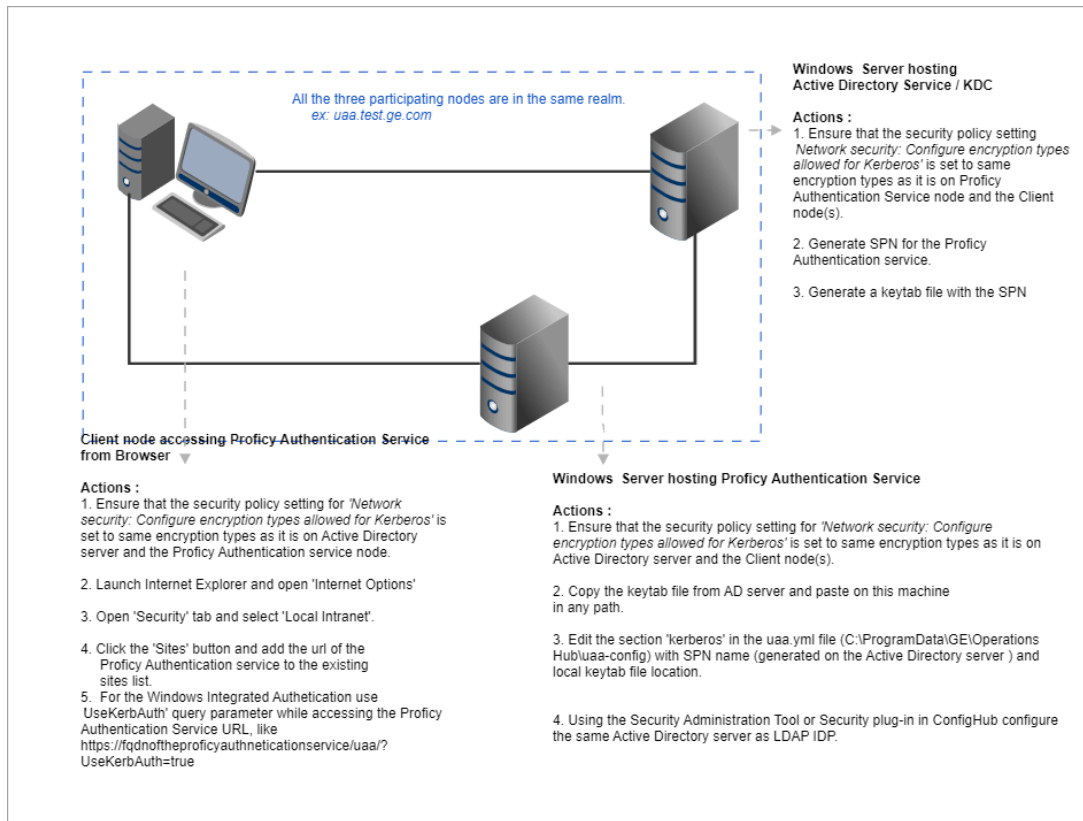 All the three participating nodes are in the same realm.
ex: uaa.test.ge.com
Windows  Server hosting
Active Directory Service / KDC
Actions :
1. Ensure that the security policy setting
'Network security: Configure encryption types
allowed for Kerberos' is set to same
encryption types as it is on Proficy
Authentication Service node and the Client
node(s).
2. Generate SPN for the Proficy
Authentication service.
3. Generate a keytab file with the SPN
Client node accessing Proficy Authentication Service
from Browser
Actions :
1. Ensure that the security policy setting for 'Network
security: Configure encryption types allowed for Kerberos' is
set to same encryption types as it is on Active Directory
server and the Proficy Authentication service node.
2. Launch Internet Explorer and open 'Internet Options'
3. Open 'Security' tab and select 'Local Intranet'.
4. Click the 'Sites' button and add the url of the
Proficy Authentication service to the existing
sites list.
5.  For the Windows Integrated Authetication use
UseKerbAuth' query parameter while accessing the Proficy
Authentication Service URL, like
https://fqdnoftheproficyauthneticationservice/uaa/?
UseKerbAuth=true
Windows  Server hosting Proficy Authentication Service
Actions :
1. Ensure that the security policy setting for 'Network security: Configure
encryption types allowed for Kerberos' is set to same encryption types as it is on
Active Directory server and the Client node(s).
2. Copy the keytab file from AD server and paste on this machine
in any path.
3. Edit the section 'kerberos' in the uaa.yml file (C:\ProgramData\GE\Operations
Hub\uaa-config) with SPN name (generated on the Active Directory server ) and
local keytab file location.
4. Using the Security Administration Tool or Security plug-in in ConfigHub configure
the same Active Directory server as LDAP IDP.